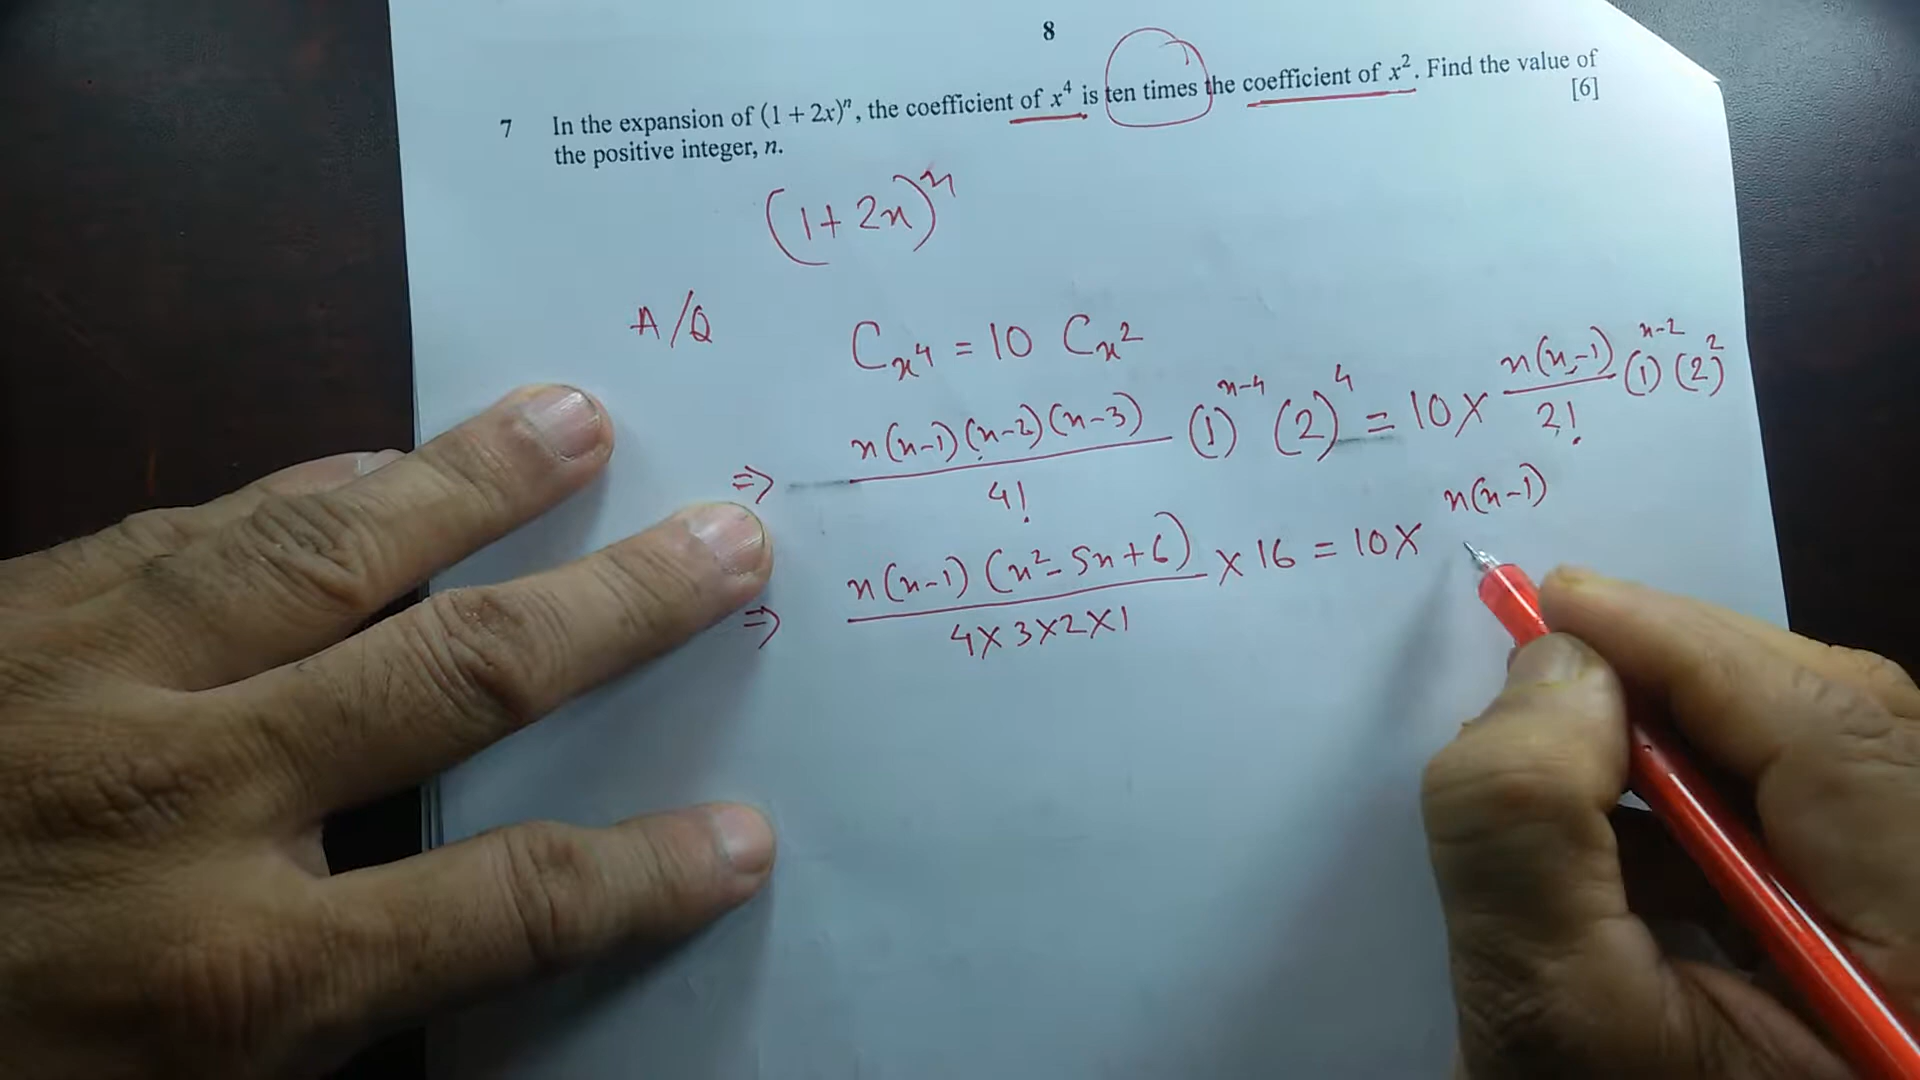 8
7 In the expansion of (1 + 2x)ⁿ, the coefficient of x⁴ is ten times the coefficient of x². Find the value of
the positive integer, n. [6]
(1+2x)ⁿ
A/Q C_x⁴ = 10 C_x²
⇒ n(n-1)(n-2)(n-3)/4! (1)ⁿ⁻⁴ (2)⁴ = 10 × n(n-1)/2! (1)ⁿ⁻² (2)²
⇒ n(n-1)(n²-5n+6)/4×3×2×1 × 16 = 10× n(n-1)